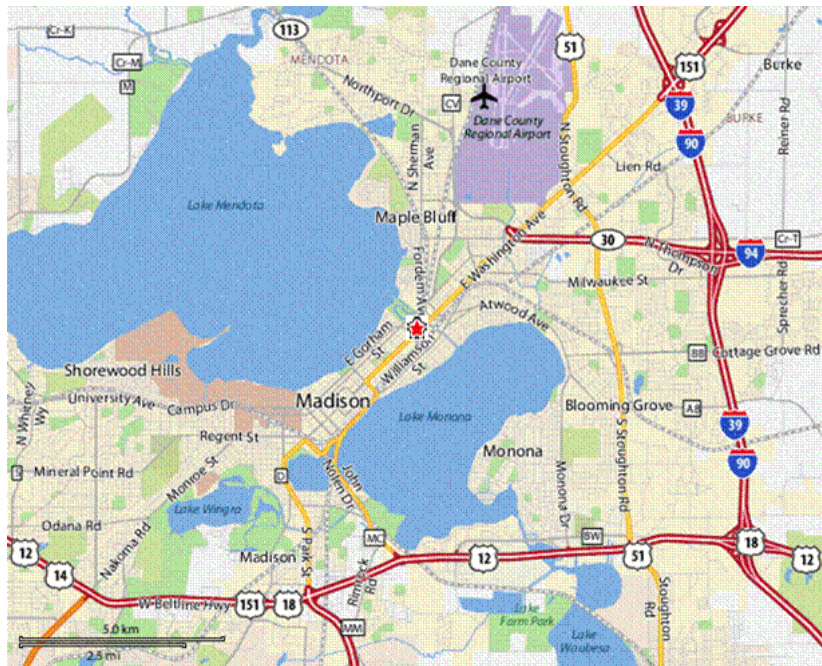 Cr-K
113
51
Cr-M
MENDOTA
Dane County
Regional Airport
151
Burke
M
Northport Dr
CV
39
Dane County
Regional Airport
BURKE
90
Reiner Rd
N Sherman
Ave
N Stoughton Rd
Lien Rd
Lake Mendota
Maple Bluff
E Washington Ave
30
Cr-T
N Thompson
Dr
94
Fordem Ave
Milwaukee St
Sprecher Rd
Atwood Ave
E Gorham
St
Williamson
St
BB
Cottage Grove Rd
Shorewood Hills
University Ave
Campus Dr
Madison
Lake Monona
Blooming Grove
AB
N Whitney
Wy
Regent St
39
S Stoughton Rd
Monona
Mineral Point Rd
Monroe St
D
John
Nolen Dr
90
Lake Wingra
Monona Dr
Odana Rd
S Park St
Madison
MC
BW
18
12
12
51
12
14
Nakoma Rd
Rimrock
Rd
W Beltline Hwy
151
18
Stoughton
Rd
Lake
Farm Park
MM
5.0 km
Lake
Waubesa
2.5 mi